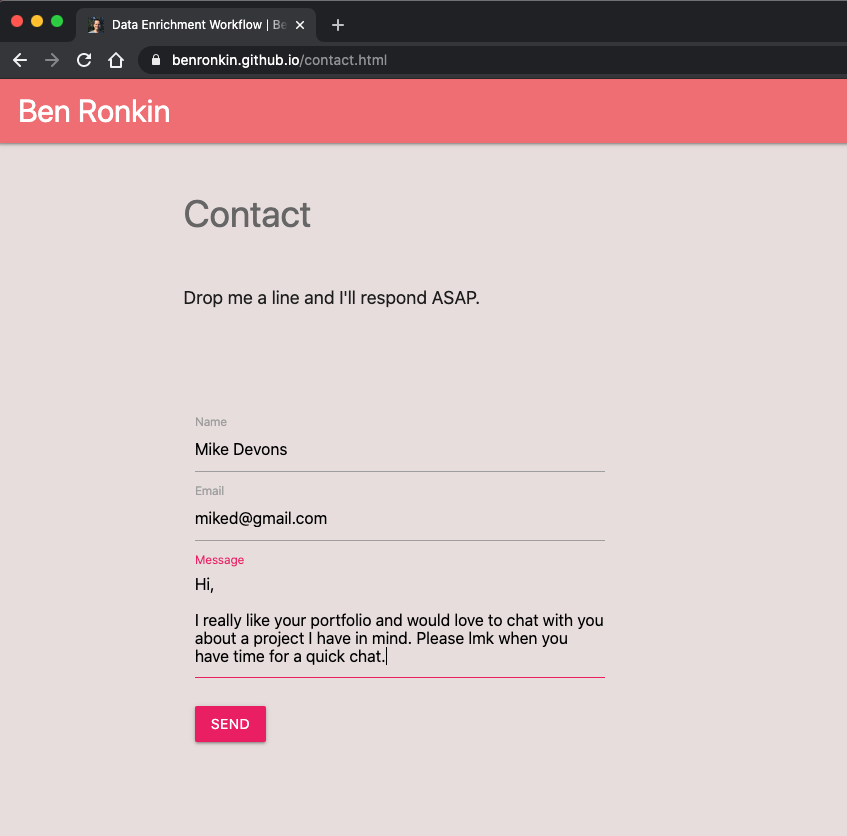 Data Enrichment Workflow | Be
benronkin.github.io/contact.html
Ben Ronkin
Contact
Drop me a line and I'll respond ASAP.
Name
Mike Devons
Email
miked@gmail.com
Message
Hi,
I really like your portfolio and would love to chat with you
about a project I have in mind. Please lmk when you
have time for a quick chat.
SEND